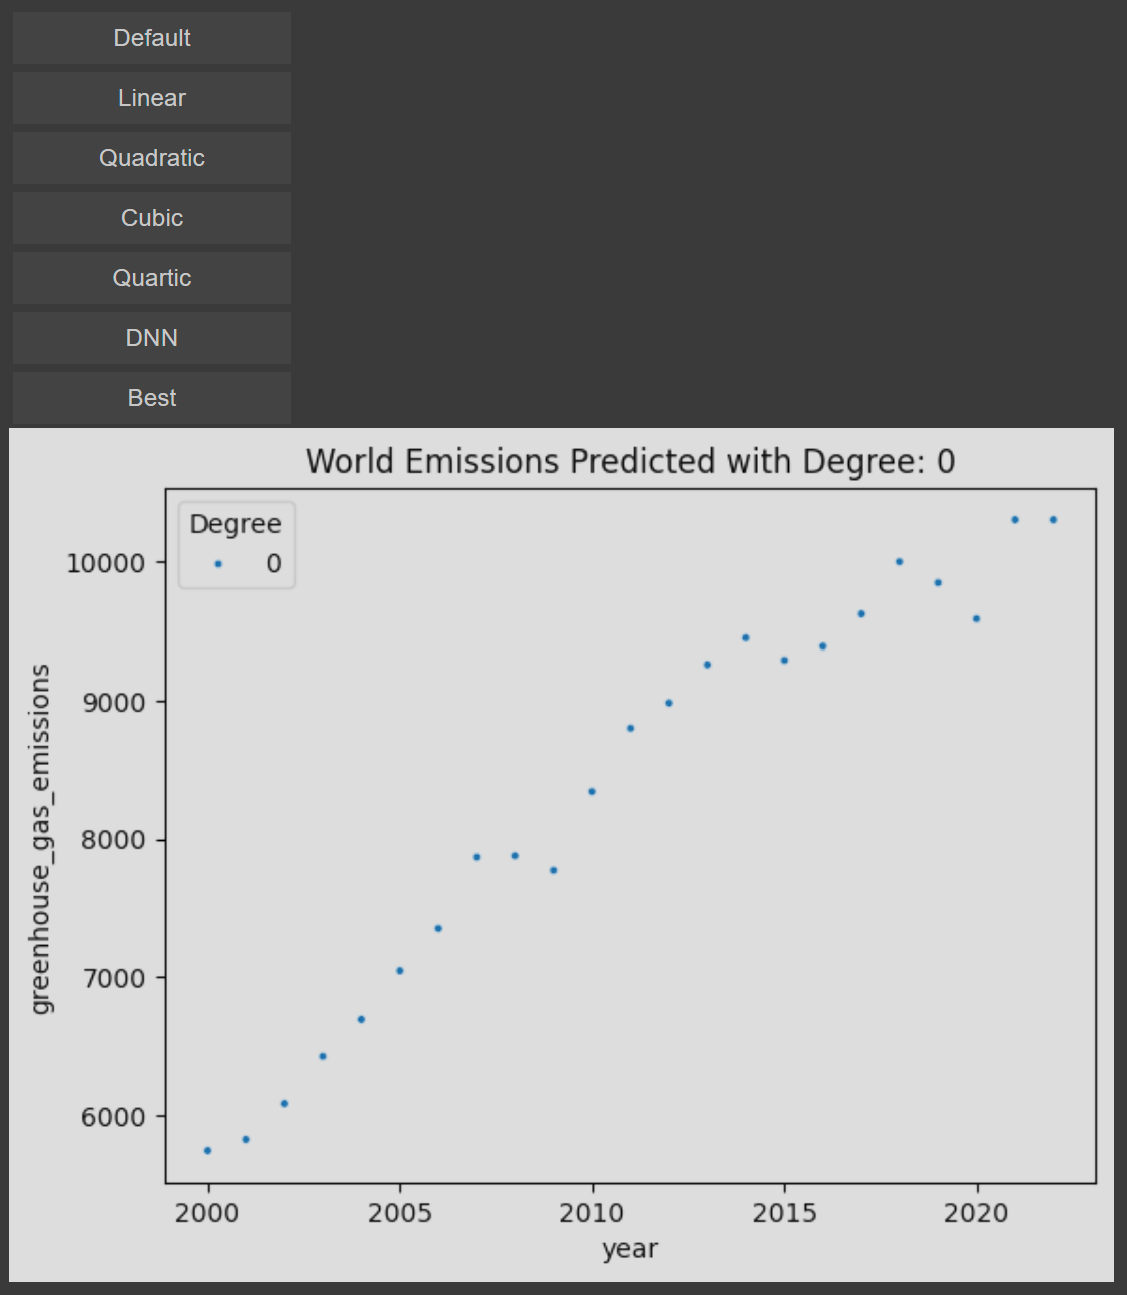 Default
Linear
Quadratic
Cubic
Quartic
DNN
Best
World Emissions Predicted with Degree: 0
Degree
0
10000
9000
8000
7000
6000
greenhouse_gas_emissions
2000 2005 2010 2015 2020
year